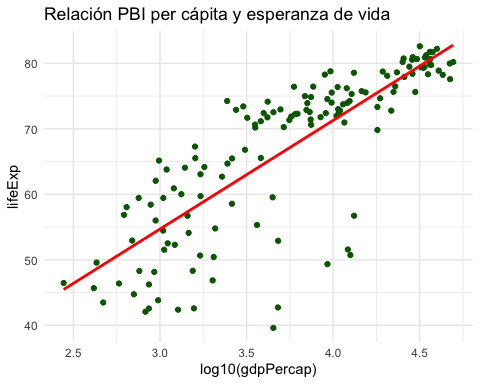 Relación PBI per cápita y esperanza de vida
lifeExp
80
70
60
50
40
2.5 3.0 3.5 4.0 4.5
log10(gdpPercap)